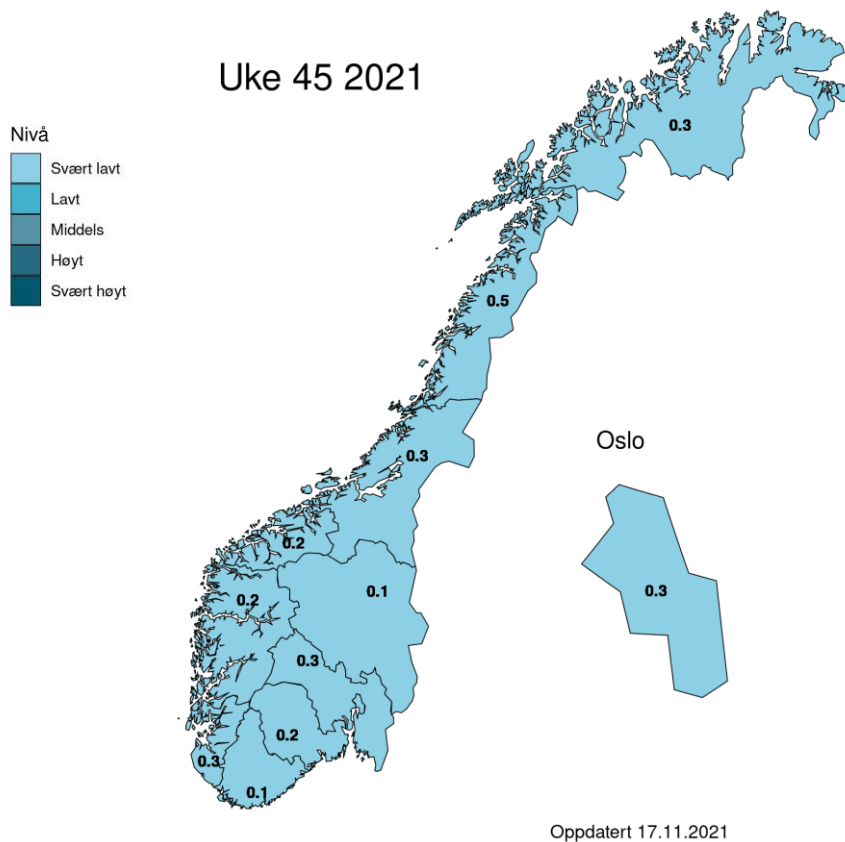 Uke 45 2021
Nivå
Svært lavt
Lavt
Middels
Høyt
Svært høyt
0.3
0.5
0.3
Oslo
0.2
0.1
0.2
0.3
0.3
0.2
0.3
0.1
Oppdatert 17.11.2021